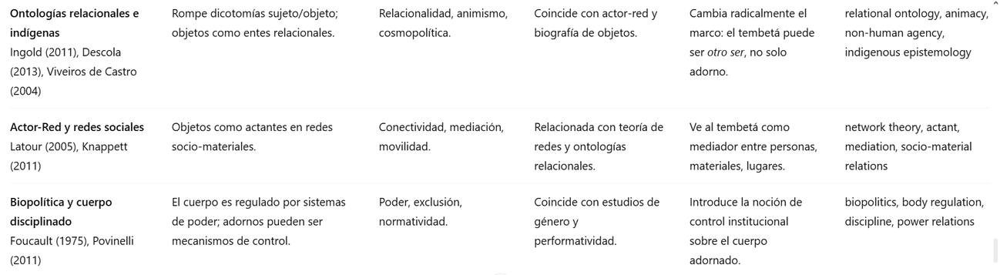 Ontologías relacionales e
indígenas
Ingold (2011), Descola
(2013), Viveiros de Castro
(2004)
Rompe dicotomías sujeto/objeto;
objetos como entes relacionales.
Relacionalidad, animismo,
cosmopolítica.
Coincide con actor-red y
biografía de objetos.
Cambia radicalmente el
marco: el tembetá puede
ser otro ser, no solo
adorno.
relational ontology, animacy,
non-human agency,
indigenous epistemology
Actor-Red y redes sociales
Latour (2005), Knappett
(2011)
Objetos como actantes en redes
socio-materiales.
Conectividad, mediación,
movilidad.
Relacionada con teoría de
redes y ontologías
relacionales.
Ve al tembetá como
mediador entre personas,
materiales, lugares.
network theory, actant,
mediation, socio-material
relations
Biopolítica y cuerpo
disciplinado
Foucault (1975), Povinelli
(2011)
El cuerpo es regulado por sistemas
de poder; adornos pueden ser
mecanismos de control.
Poder, exclusión,
normatividad.
Coincide con estudios de
género y
performatividad.
Introduce la noción de
control institucional
sobre el cuerpo
adornado.
biopolitics, body regulation,
discipline, power relations